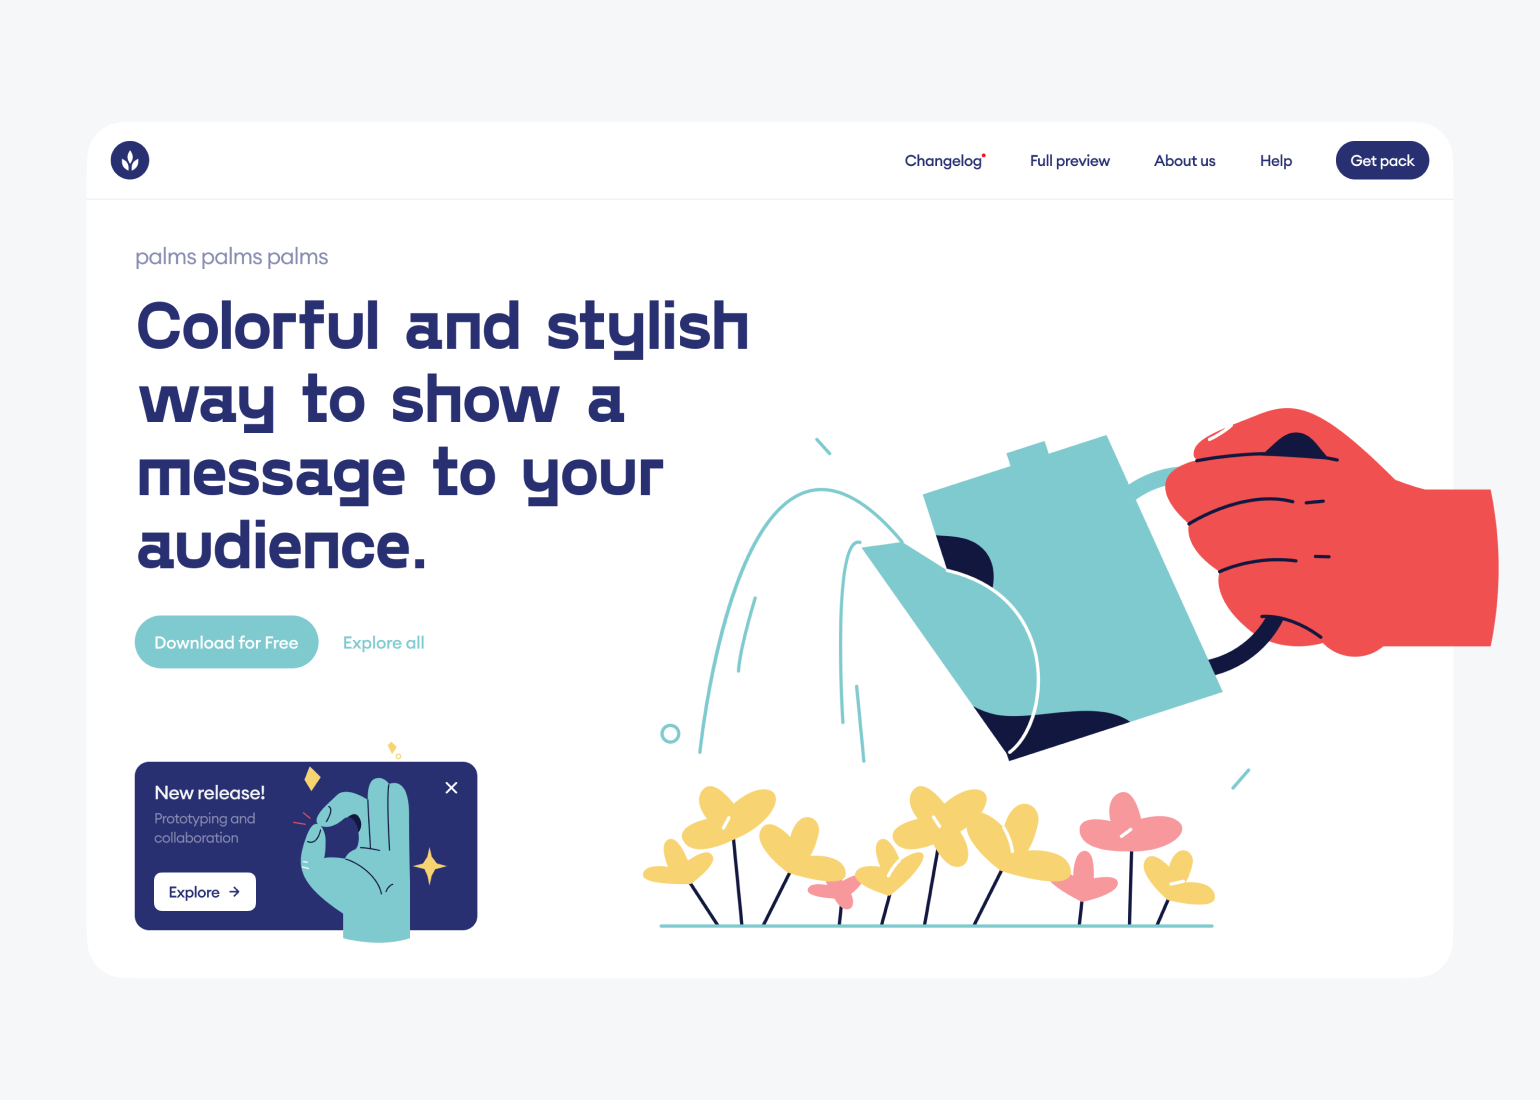 Changelog
Full preview
About us
Help
Get pack
palms palms palms
Colorful and stylish
way to show a
message to your
audience.
Download for Free
Explore all
New release!
Prototyping and
collaboration
Explore →